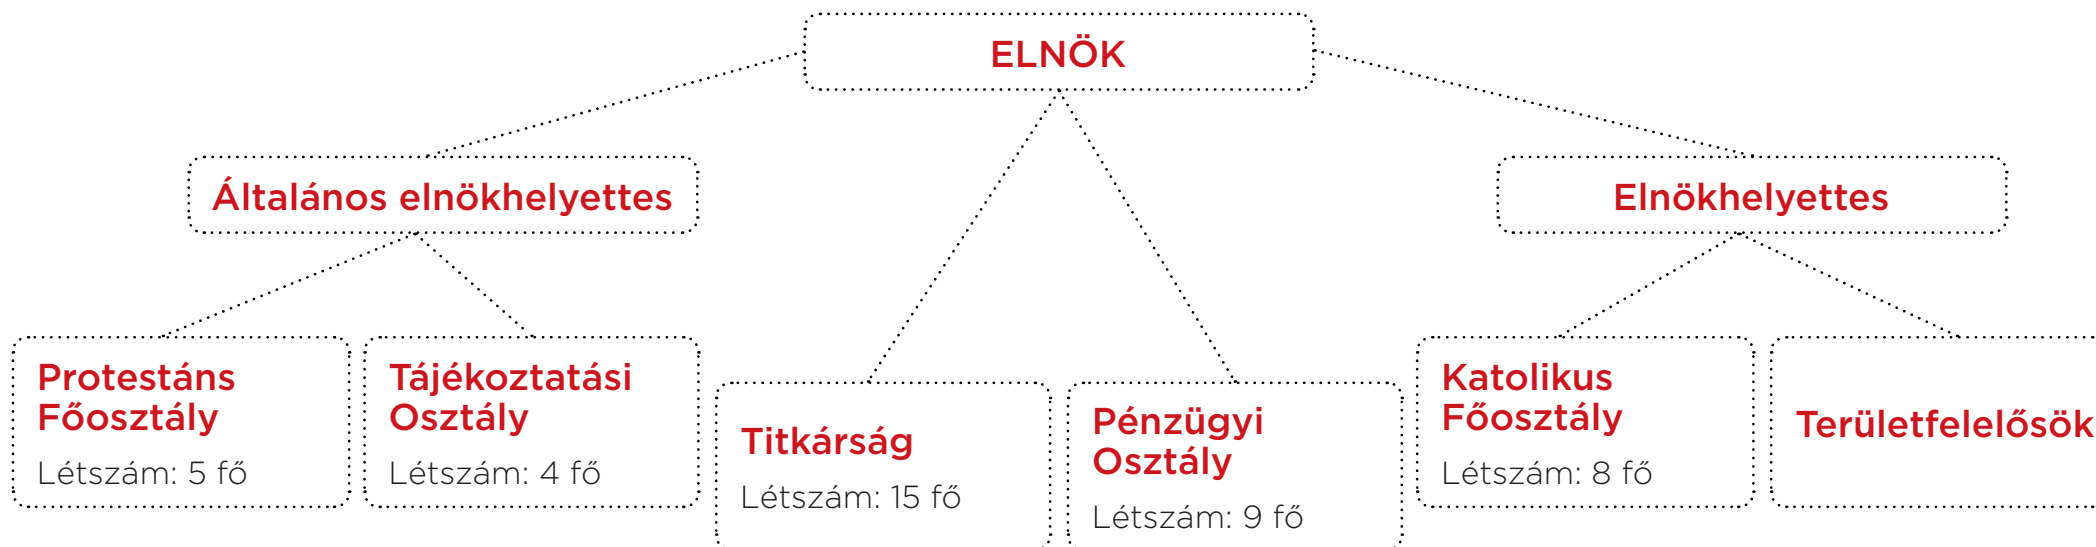 ELNÖK
Általános elnökhelyettes
Elnökhelyettes
Protestáns
Főosztály
Létszám: 5 fő
Tájékoztatási
Osztály
Létszám: 4 fő
Titkárság
Létszám: 15 fő
Pénzügyi
Osztály
Létszám: 9 fő
Katolikus
Főosztály
Létszám: 8 fő
Területfelelősök